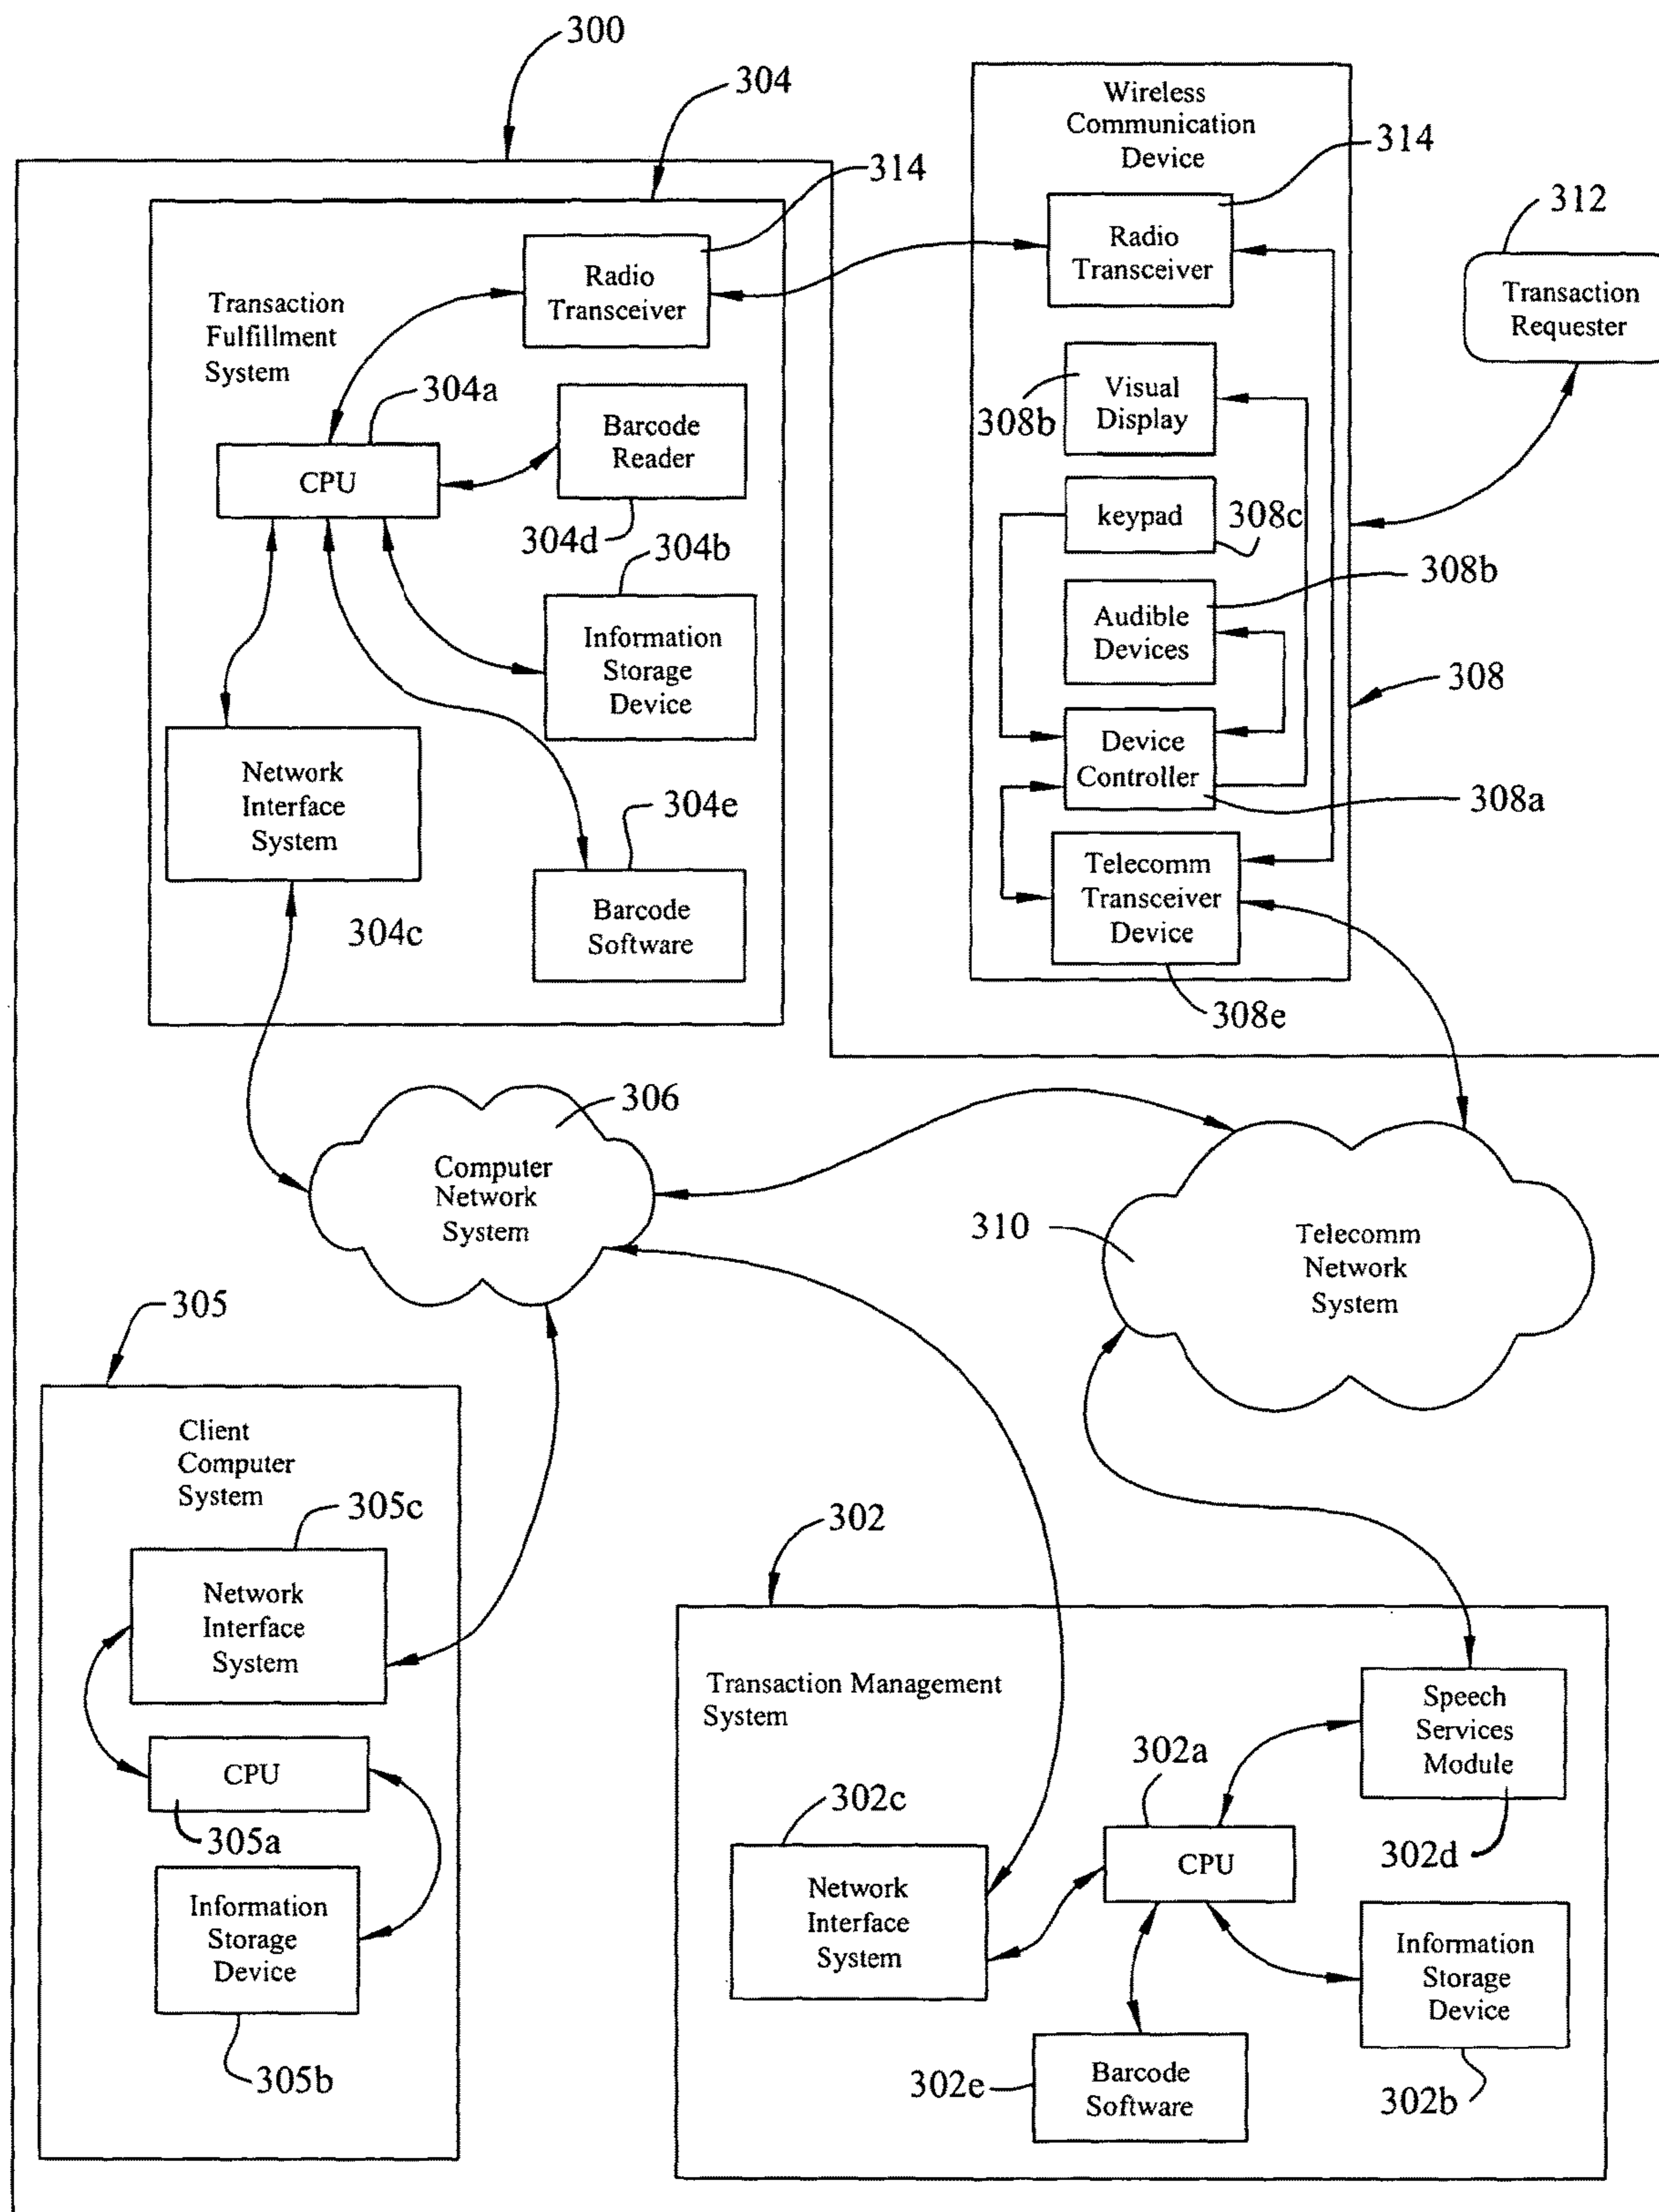 300
304
314
Transaction
Fulfillment
System
Radio
Transceiver
304a
CPU
Barcode
Reader
304d
304b
Information
Storage
Device
Network
Interface
System
304c
304e
Barcode
Software
Wireless
Communication
Device
314
Radio
Transceiver
308b
Visual
Display
keypad
308c
Audible
Devices
308b
308
Device
Controller
308a
Telecomm
Transceiver
Device
308e
312
Transaction
Requester
306
Computer
Network
System
310
Telecomm
Network
System
305
Client
Computer
System
305c
Network
Interface
System
CPU
305a
Information
Storage
Device
305b
302
Transaction Management
System
302c
Network
Interface
System
302a
CPU
Speech
Services
Module
302d
Information
Storage
Device
302b
302e
Barcode
Software